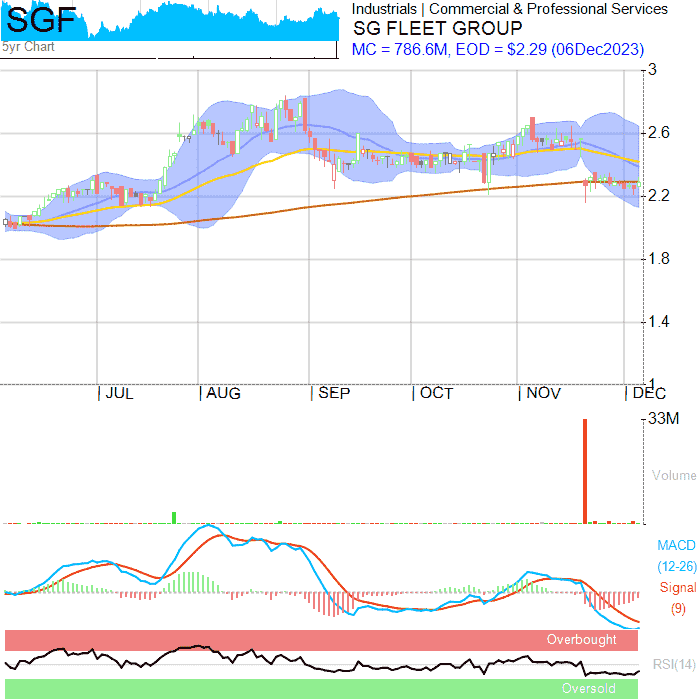 SGF
5yr Chart
Industrials | Commercial & Professional Services
SG FLEET GROUP
MC = 786.6M, EOD = $2.29 (06Dec2023)
3
2.6
2.2
1.8
1.4
1
| JUL
| AUG
| SEP
| OCT
| NOV
| DEC
33M
Volume
MACD
(12-26)
Signal
(9)
Overbought
RSI(14)
Oversold